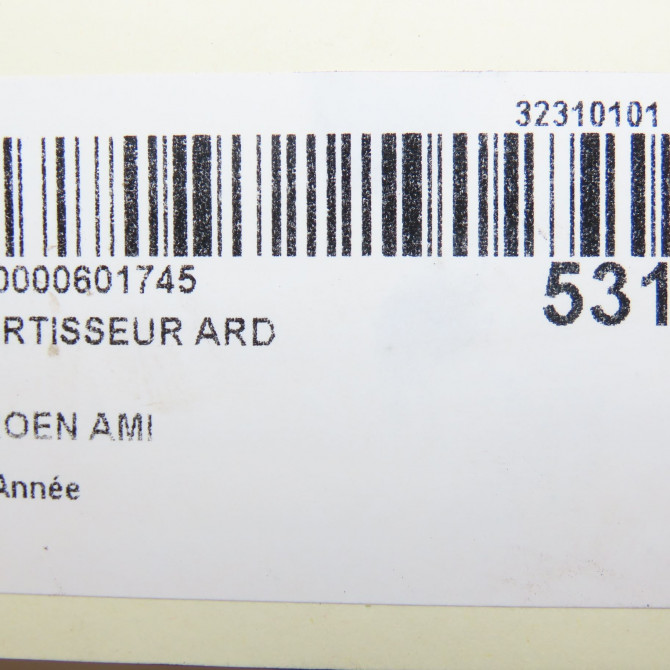 32310101
0000601745
531
RTISSEUR ARD
OEN AMI
Année